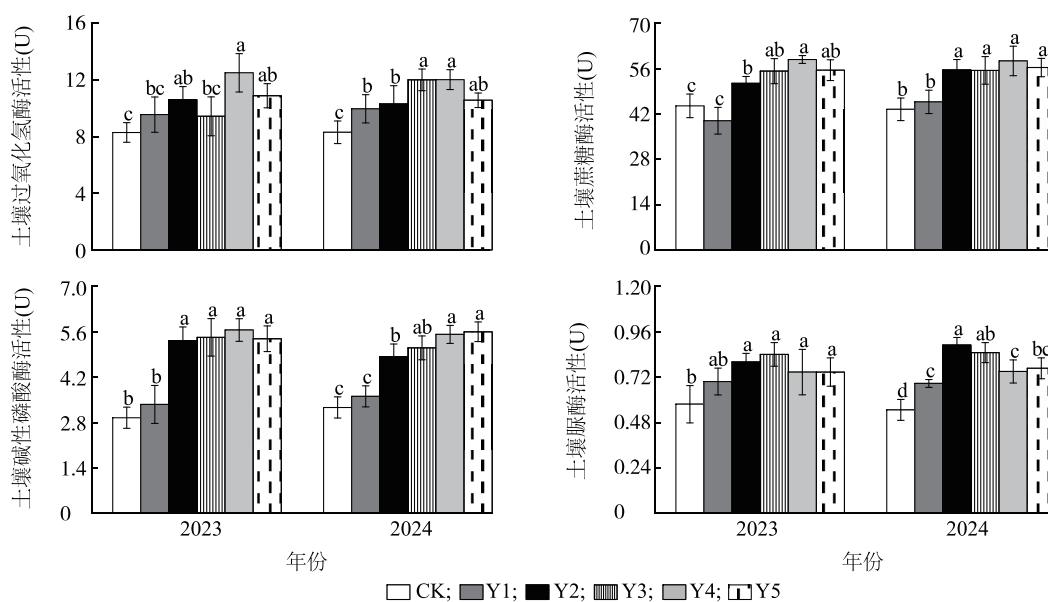 土壤过氧化氢酶活性(U)
16
12
8
4
0
c bc ab bc a ab
c b b a a ab
土壤蔗糖酶活性(U)
70
56
42
28
14
0
c c b ab a ab
b b a a a a
土壤碱性磷酸酶活性(U)
7.0
5.6
4.2
2.8
1.4
0
b b a a a a
c c b ab a a
2023 2024
年份
土壤脲酶活性(U)
1.20
0.96
0.72
0.48
0.24
0
b ab a a a a
d c a ab c bc
2023 2024
年份
CK; Y1; Y2; Y3; Y4; Y5